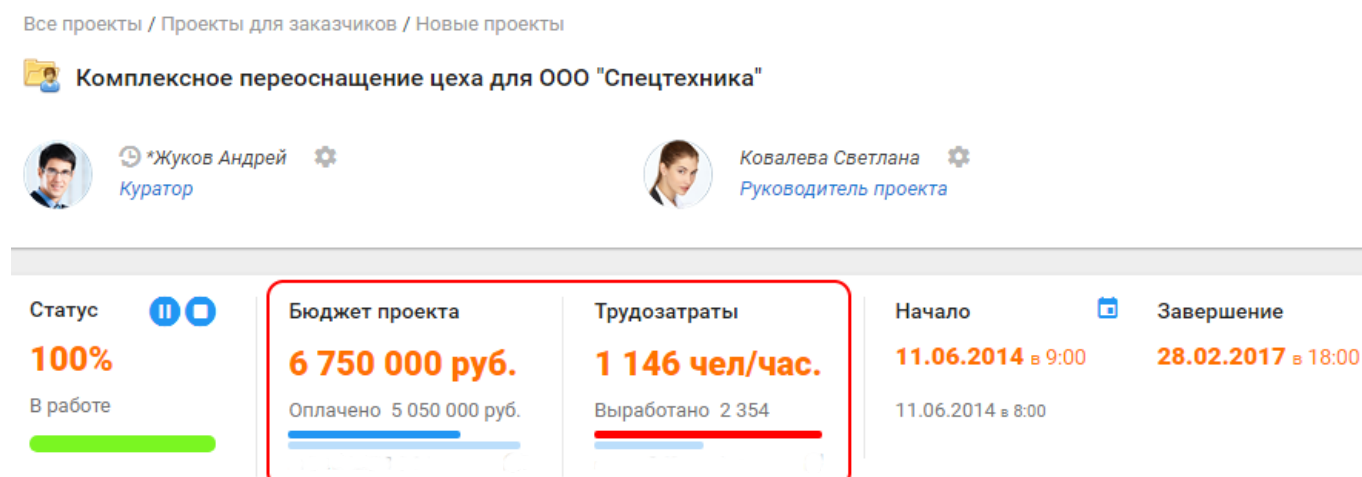 Все проекты / Проекты для заказчиков / Новые проекты
Комплексное переоснащение цеха для ООО "Спецтехника"
*Жуков Андрей
Куратор
Ковалева Светлана
Руководитель проекта
Статус
100%
В работе
Бюджет проекта
6 750 000 руб.
Оплачено 5 050 000 руб.
Трудозатраты
1 146 чел/час.
Выработано 2 354
Начало
11.06.2014 в 9:00
11.06.2014 в 8:00
Завершение
28.02.2017 в 18:00